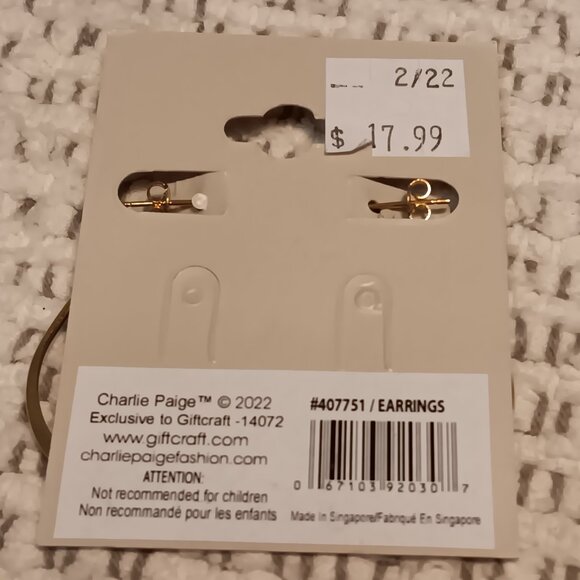 2/22
$ 17.99
Charlie Paige™ © 2022
Exclusive to Giftcraft -14072
www.giftcraft.com
charliepaigefashion.com
ATTENTION:
Not recommended for children
Non recommandé pour les enfants
#407751 / EARRINGS
0 67103 92030 7
Made In Singapore/Fabriqué En Singapore